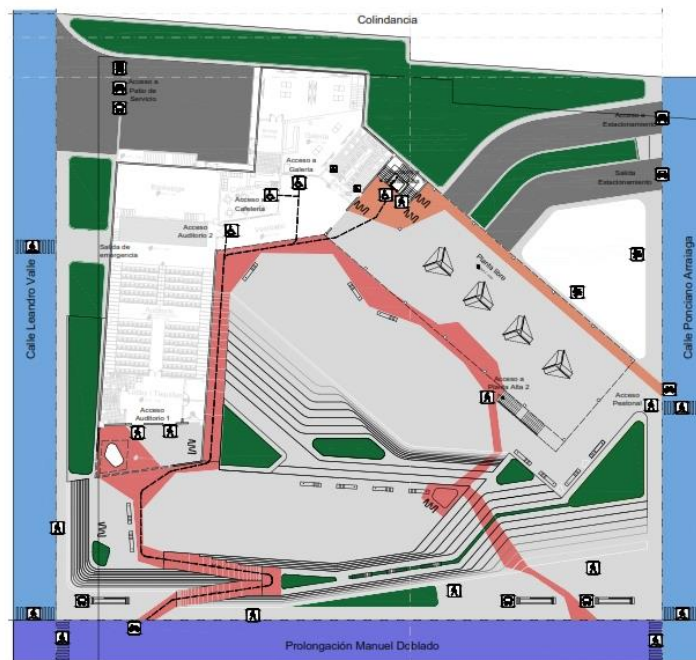 Colindancia
Acceso a
Patio de
Servicio
Acceso a
Estacionamiento
Acceso a
Galería
Salida
Estacionamiento
Acceso a
Cafetería
Acceso
Auditorio 2
Salida de
emergencia
Planta libre
Calle Leandro Valle
Calle Ponciano Arraiaga
Acceso a
Planta Alta 2
Acceso
Peatonal
Acceso
Auditorio 1
Prolongación Manuel Doblado